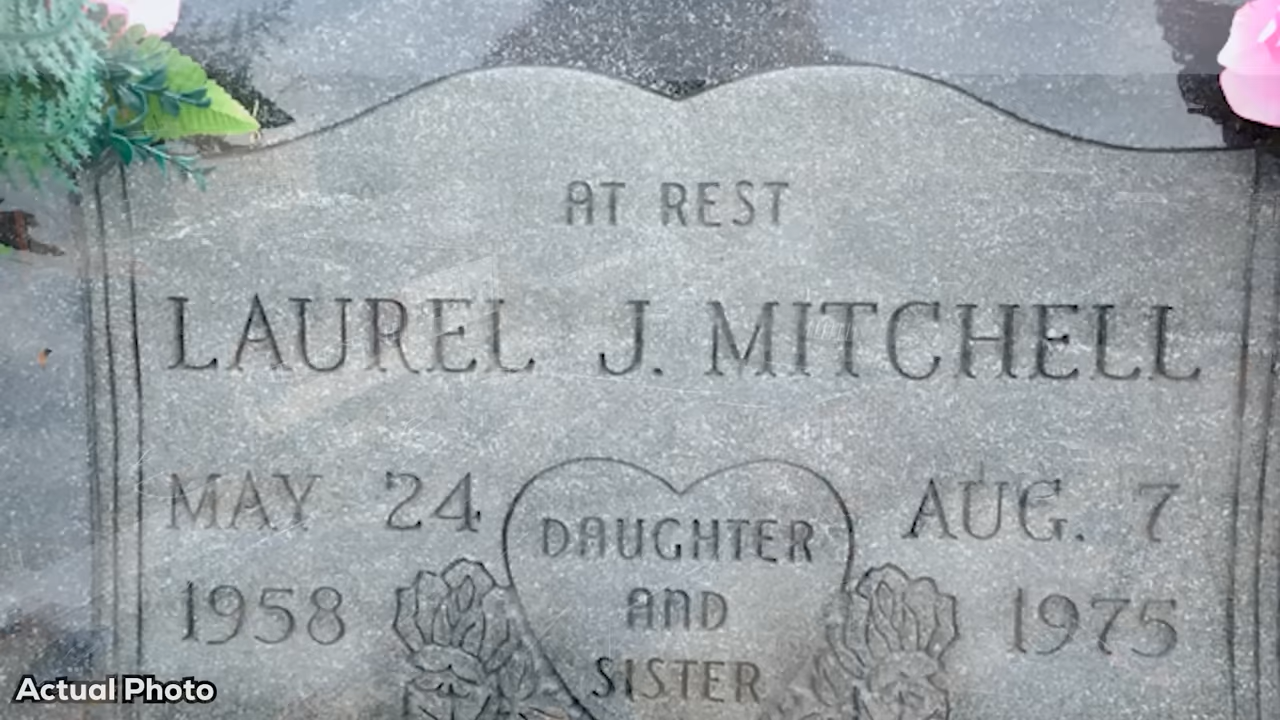 AT REST
LAUREL J. MITCHELL
MAY 24
1958
DAUGHTER
AND
SISTER
AUG. 7
1975
Actual Photo